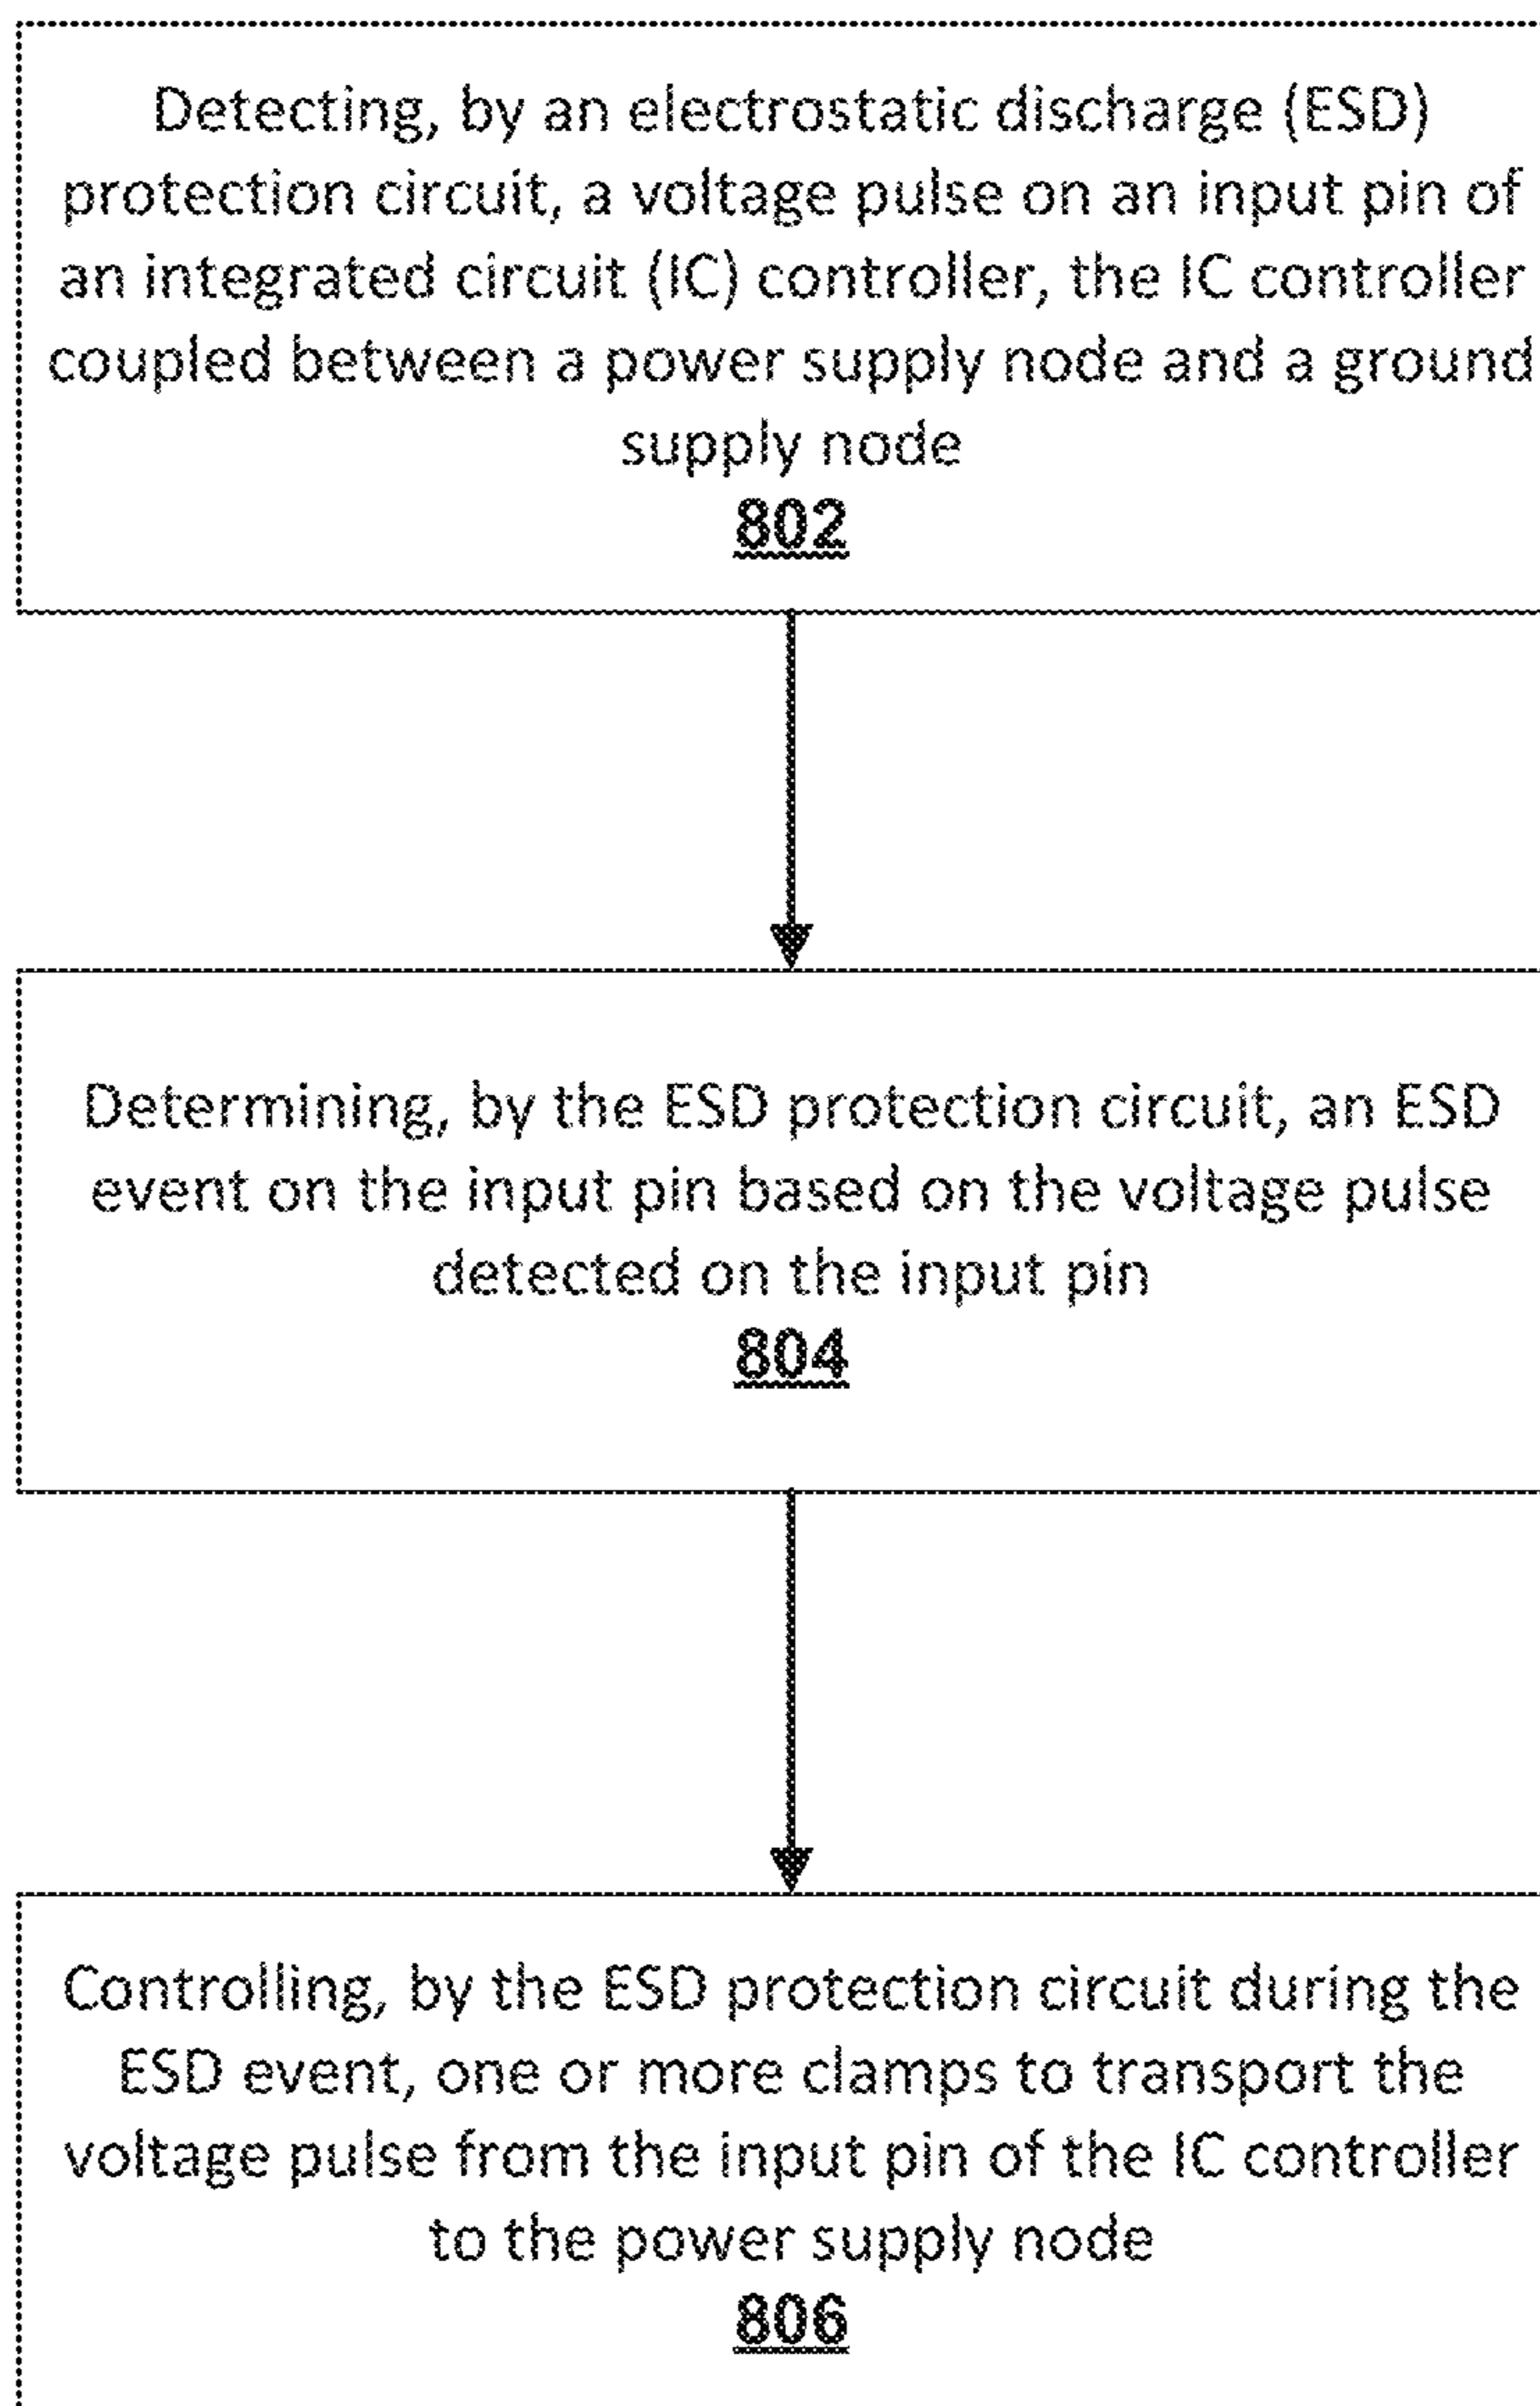 Detecting, by an electrostatic discharge (ESD)
protection circuit, a voltage pulse on an input pin of
an integrated circuit (IC) controller, the IC controller
coupled between a power supply node and a ground
supply node
802
Determining, by the ESD protection circuit, an ESD
event on the input pin based on the voltage pulse
detected on the input pin
804
Controlling, by the ESD protection circuit during the
ESD event, one or more clamps to transport the
voltage pulse from the input pin of the IC controller
to the power supply node
806